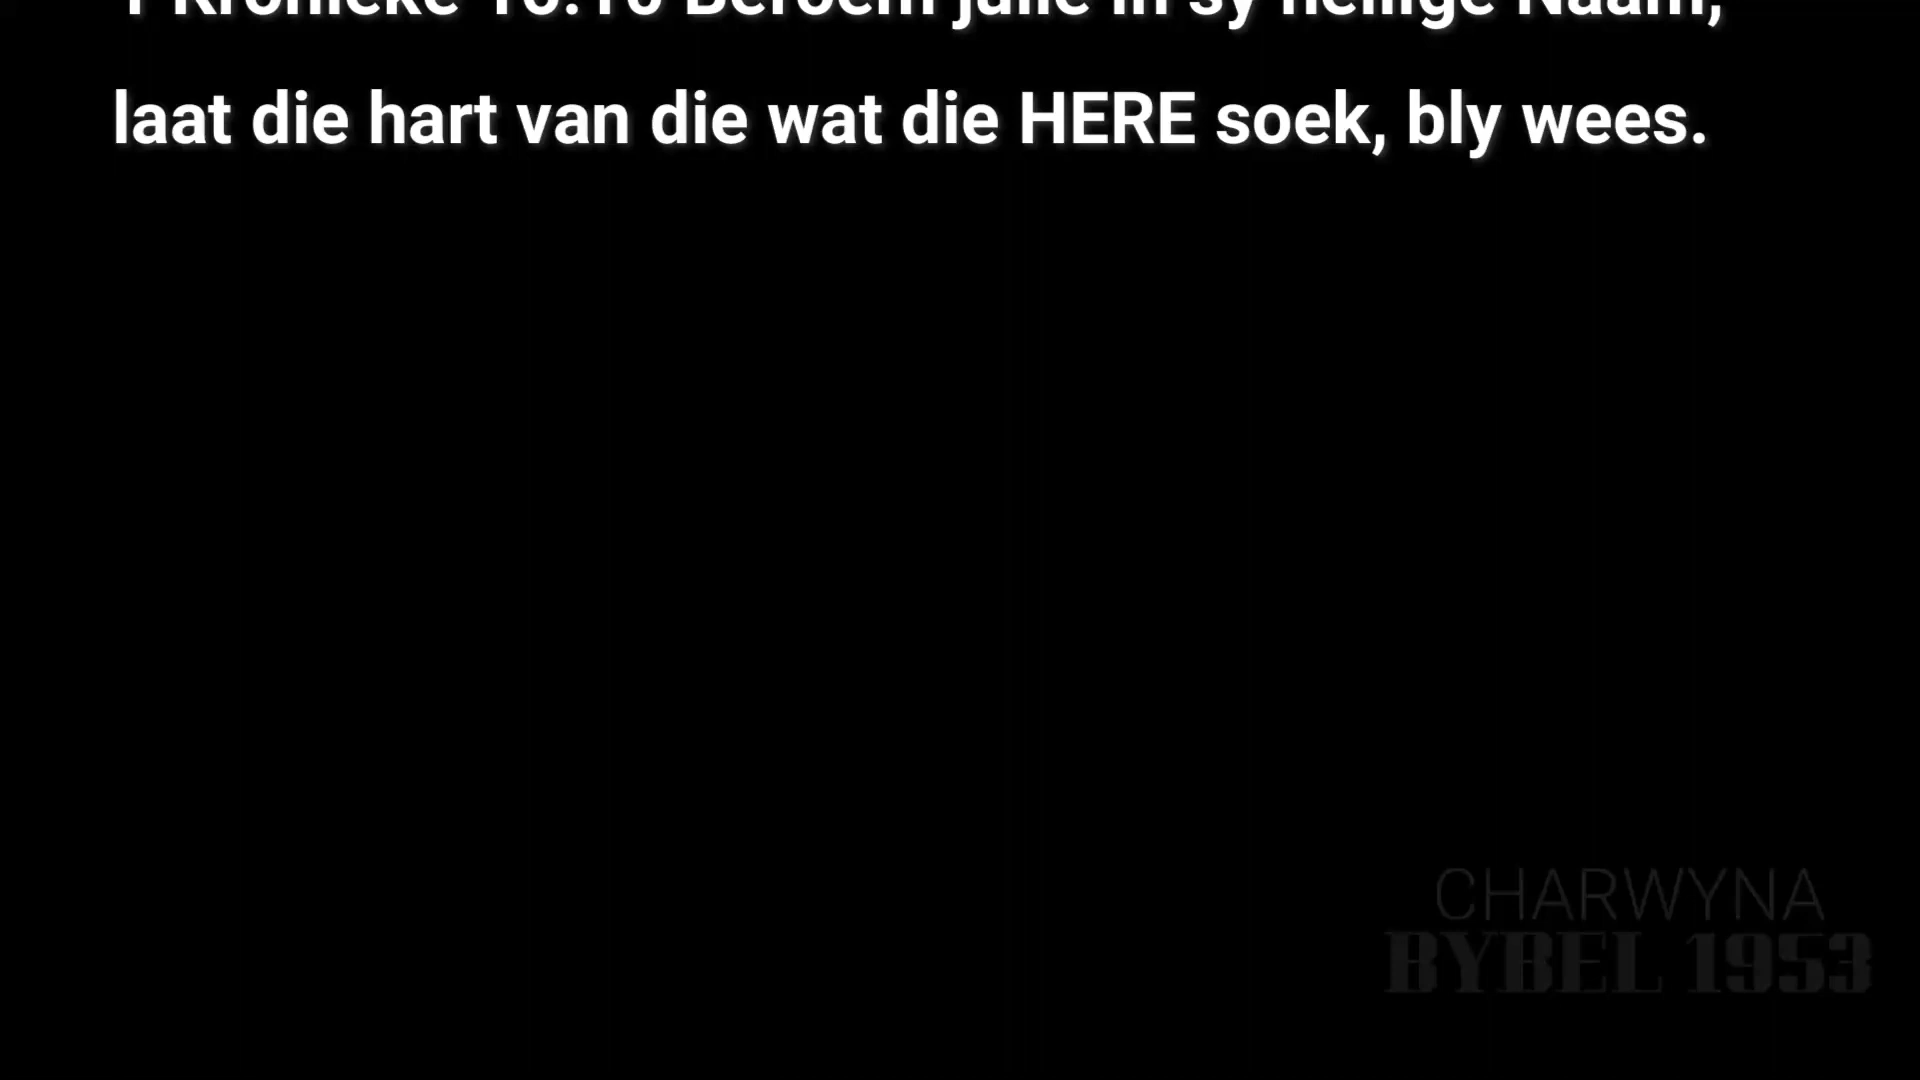 1 Kronieke 16:10 Beroem julle in sy heilige Naam,
laat die hart van die wat die HERE soek, bly wees.
CHARWYNA
BYBEL 1953